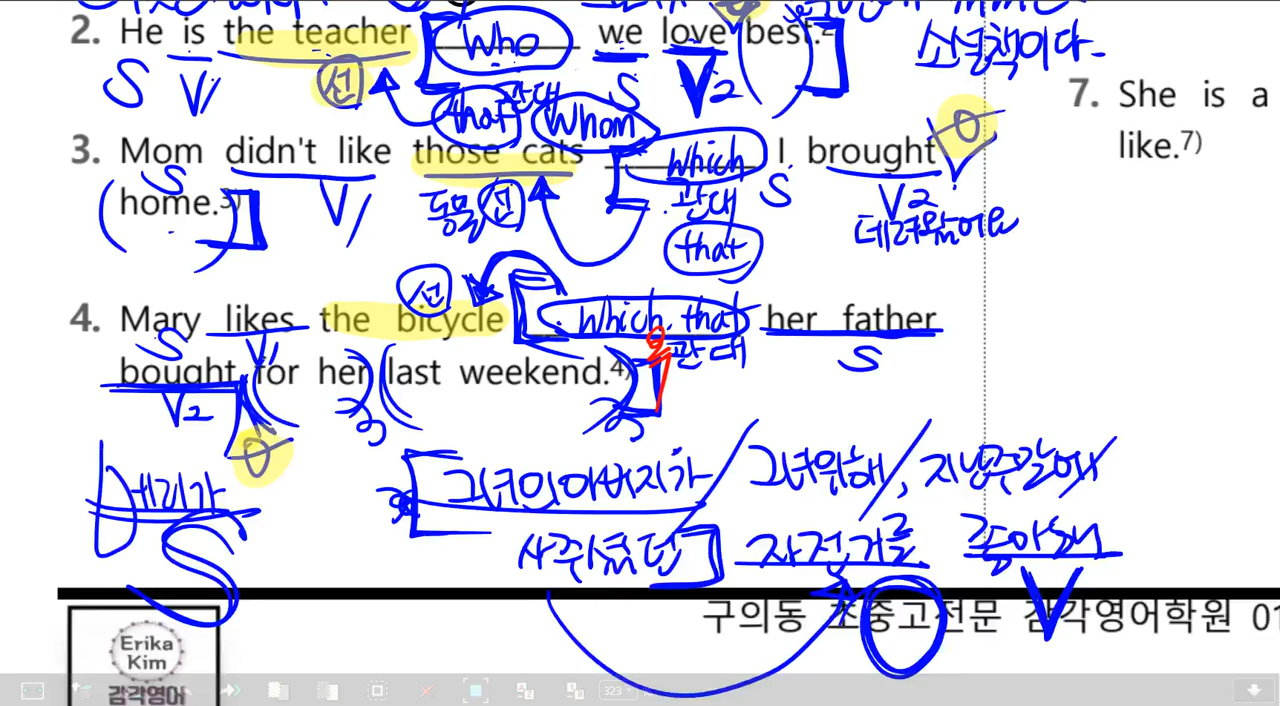 2. He is the teacher Who we love best.
소설책이다.
S V 선 관대 S V2
that Whom
7. She is a
like.7)
3. Mom didn't like those cats which I brought O
S V 동물 선 관대 S V2
home.3)
데려왔어요
that
선
4. Mary likes the bicycle which, that her father
S V 관대 S
bought for her last weekend.4)
V2 O
메리가 그녀의 아버지가 / 그녀위해 / , 지난주말에
S 사주셨던 자전거를 좋아해
O V
구의동 초중고전문 감각영어학원 01
Erika
Kim
감각영어
323